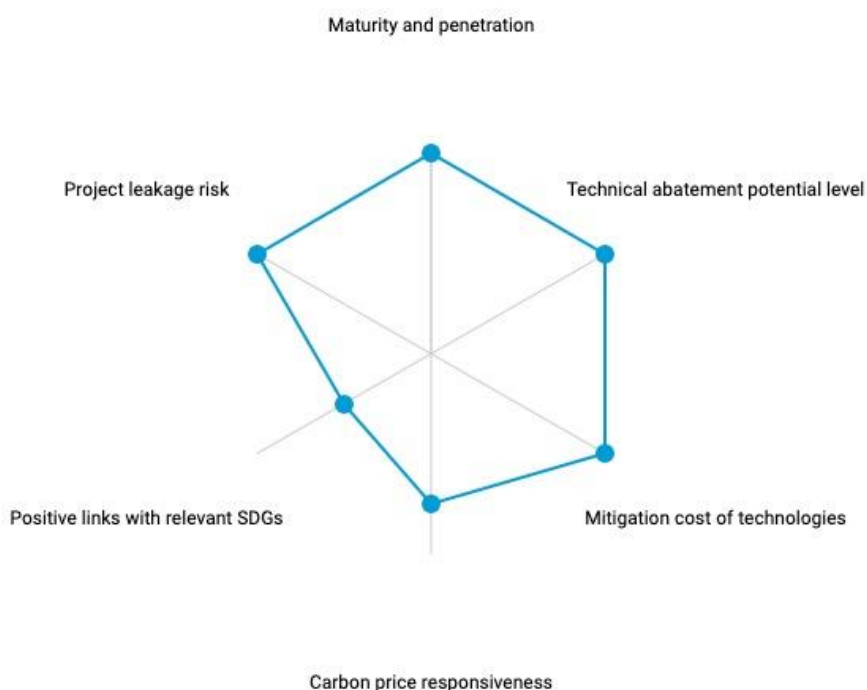 Maturity and penetration
Project leakage risk
Technical abatement potential level
Positive links with relevant SDGs
Mitigation cost of technologies
Carbon price responsiveness